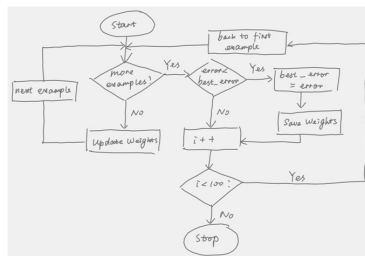 Start
back to first
example
more
examples?
Yes
error<
best_error
Yes
best_error
= error
next example
No
No
Save Weights
Update Weights
i++
i<100?
Yes
No
Stop